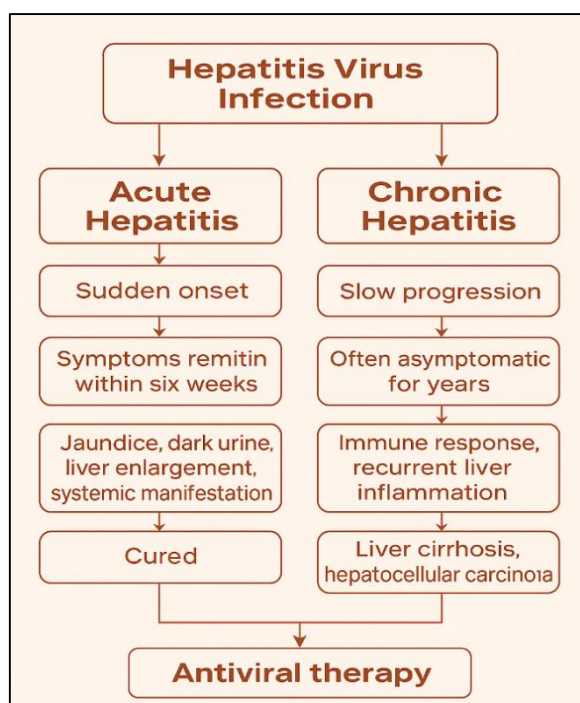 Hepatitis Virus
Infection
Acute
Hepatitis
Sudden onset
Symptoms remitin
within six weeks
Jaundice, dark urine,
liver enlargement,
systemic manifestation
Cured
Chronic
Hepatitis
Slow progression
Often asymptomatic
for years
Immune response,
recurrent liver
inflammation
Liver cirrhosis,
hepatocellular carcinoıa
Antiviral therapy